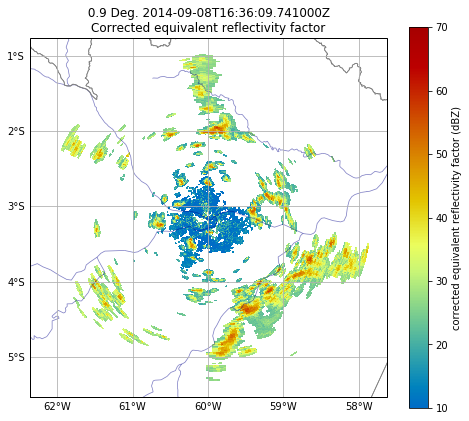 0.9 Deg. 2014-09-08T16:36:09.741000Z
Corrected equivalent reflectivity factor
1°S
2°S
3°S
4°S
5°S
62°W
61°W
60°W
59°W
58°W
70
60
50
40
30
20
10
corrected equivalent reflectivity factor (dBZ)